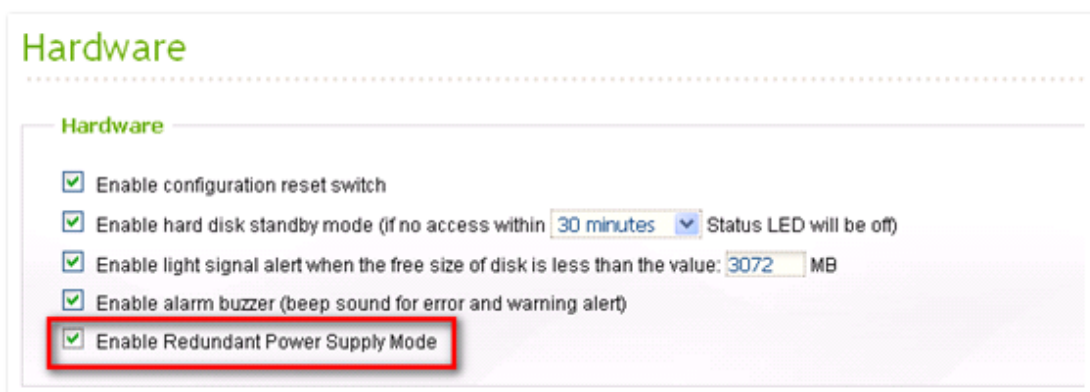 Hardware
Hardware
Enable configuration reset switch
Enable hard disk standby mode (if no access within 30 minutes Status LED will be off)
Enable light signal alert when the free size of disk is less than the value: 3072 MB
Enable alarm buzzer (beep sound for error and warning alert)
Enable Redundant Power Supply Mode